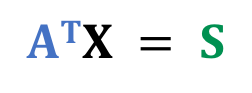 AᵀX = S